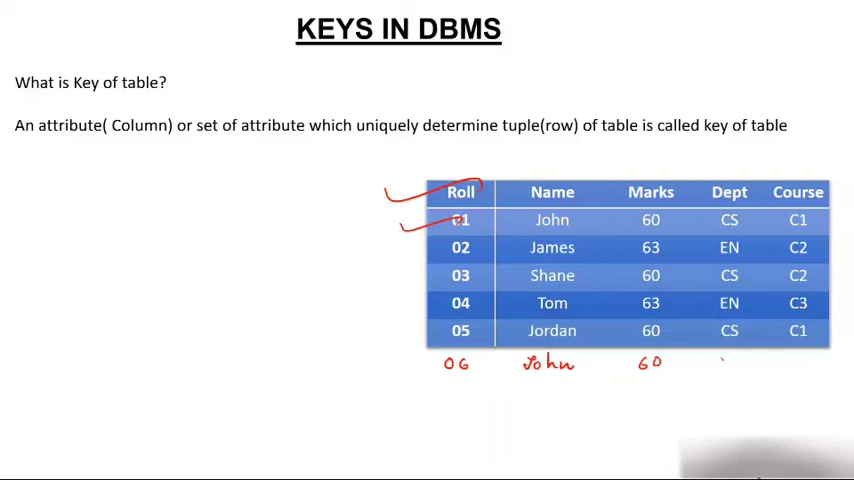 KEYS IN DBMS
What is Key of table?
An attribute( Column) or set of attribute which uniquely determine tuple(row) of table is called key of table
Roll Name Marks Dept Course
01 John 60 CS C1
02 James 63 EN C2
03 Shane 60 CS C2
04 Tom 63 EN C3
05 Jordan 60 CS C1
06 John 60